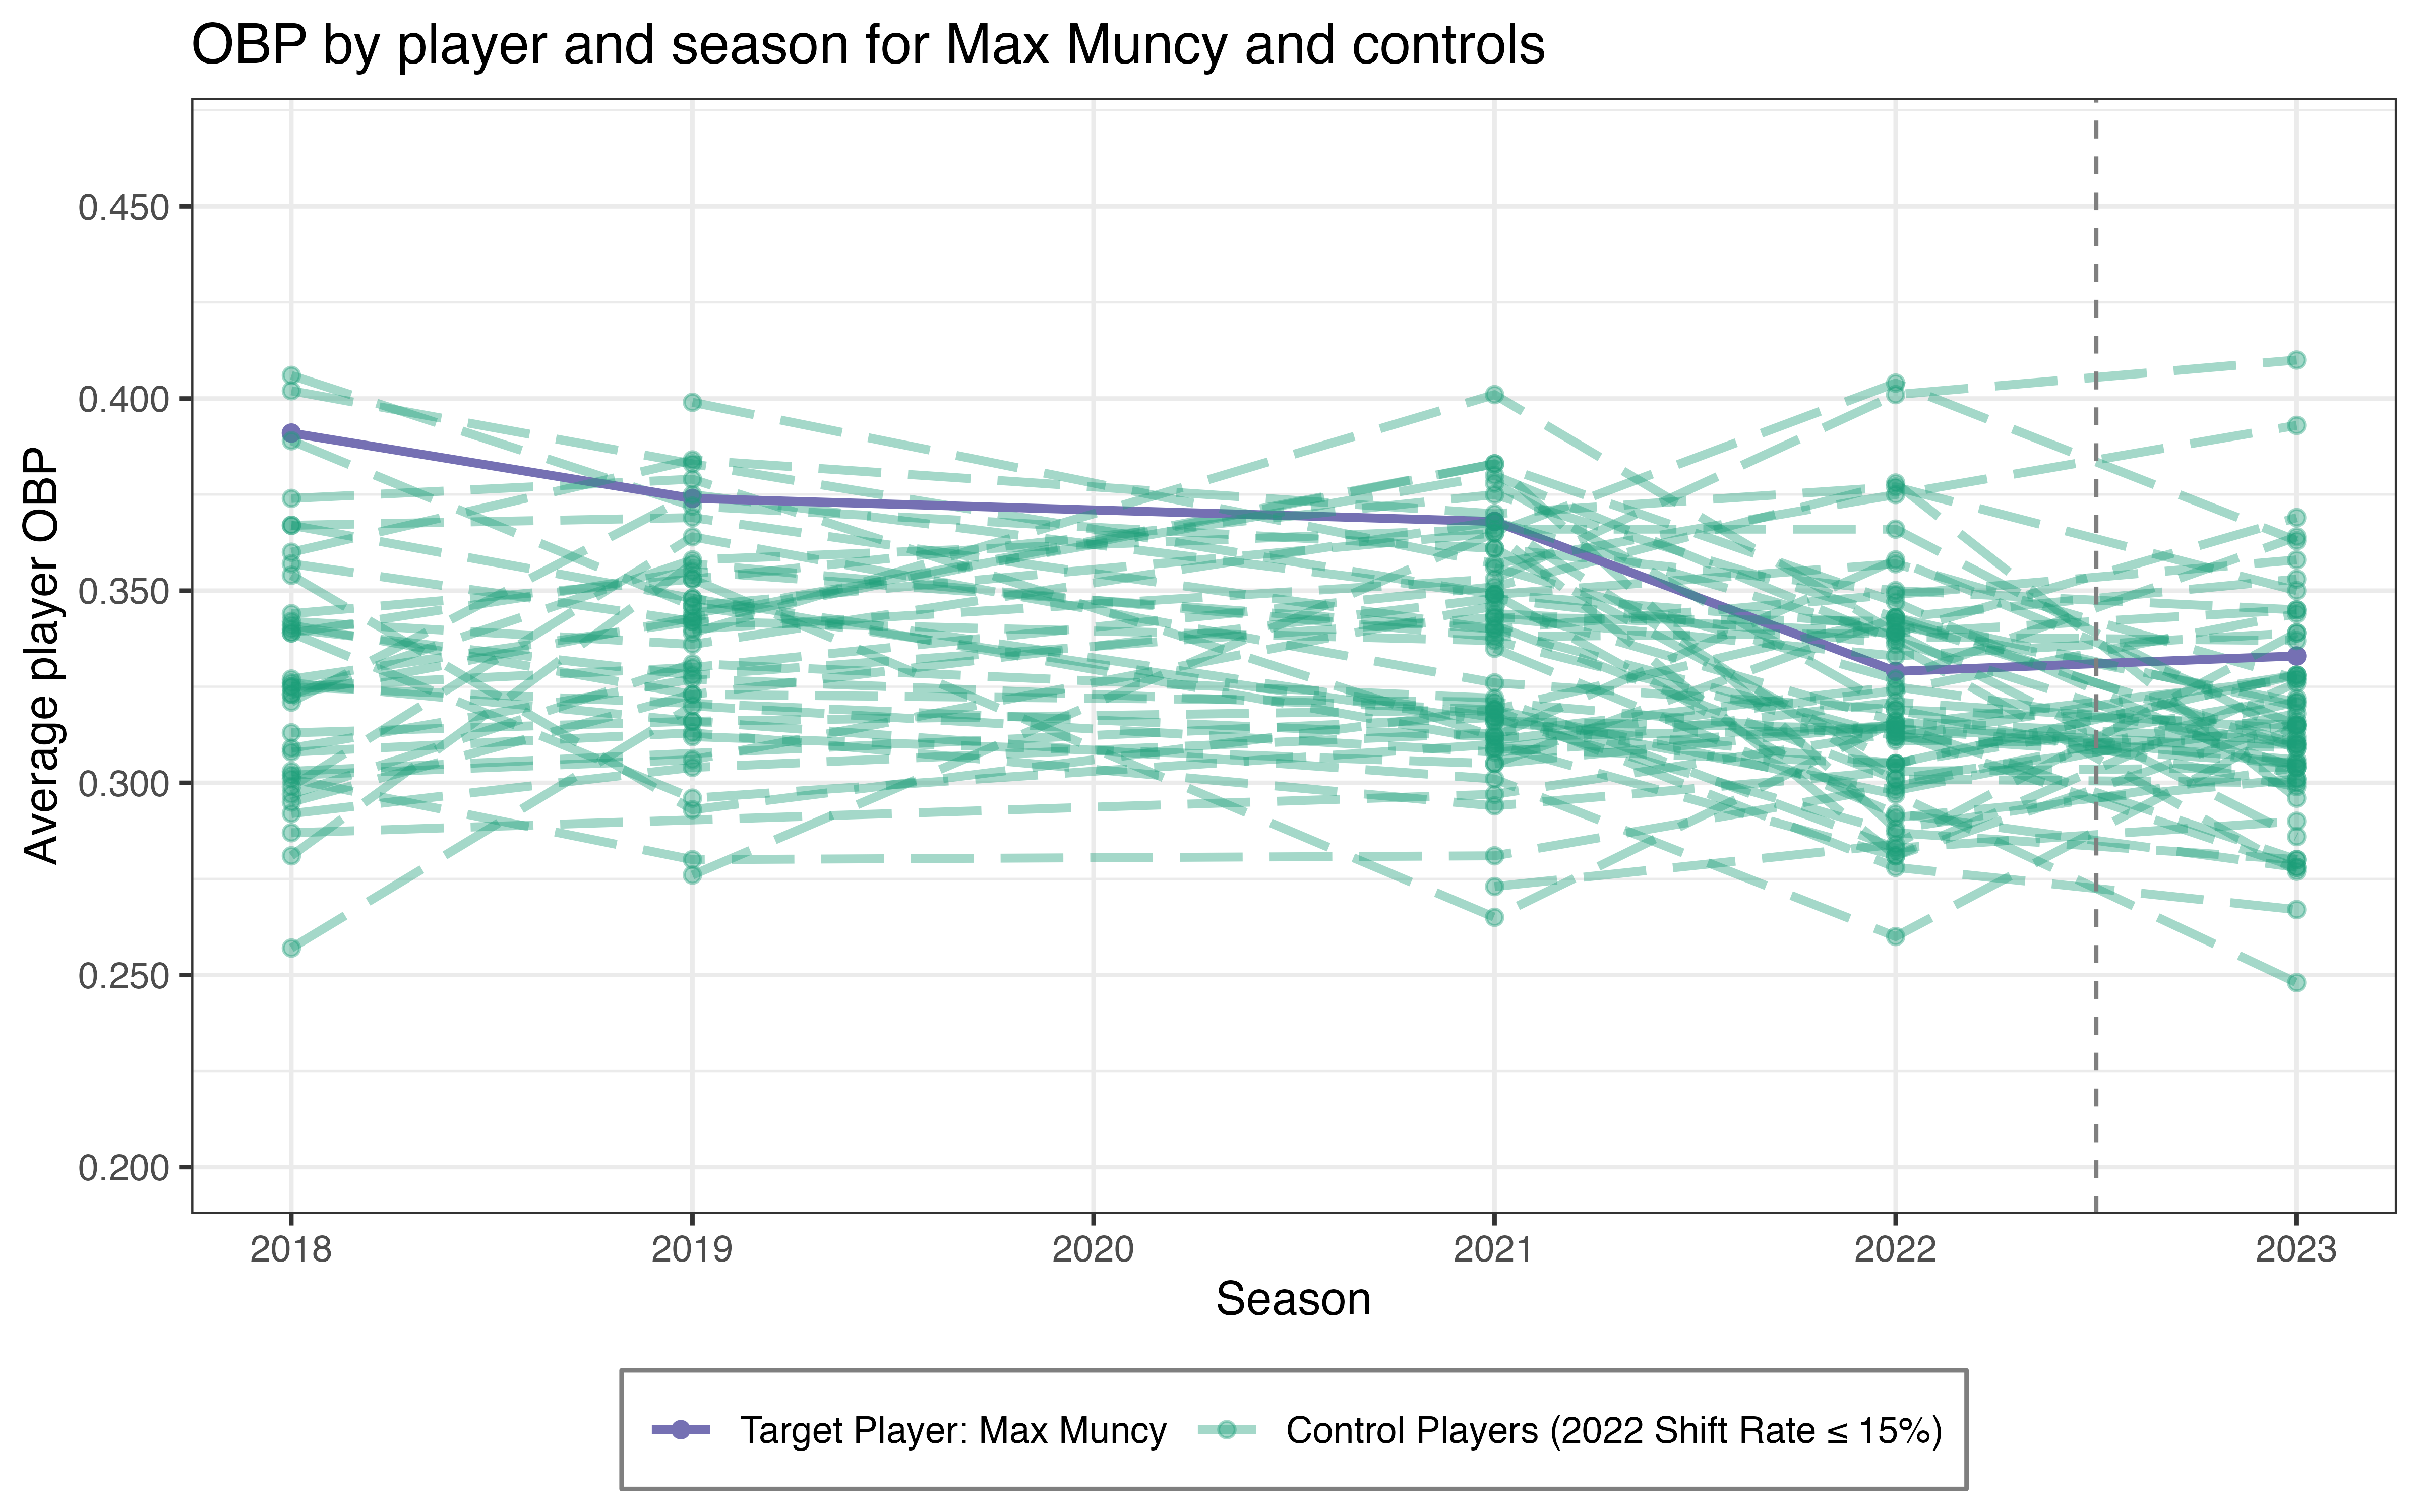 OBP by player and season for Max Muncy and controls
Average player OBP
0.450
0.400
0.350
0.300
0.250
0.200
2018 2019 2020 2021 2022 2023
Season
Target Player: Max Muncy Control Players (2022 Shift Rate ≤ 15%)